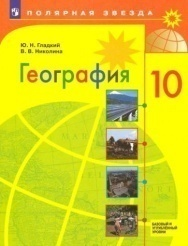 ПОЛЯРНАЯ ЗВЕЗДА
Ю. Н. Гладкий
В. В. Николина
География
10
БАЗОВЫЙ И
УГЛУБЛЁННЫЙ
УРОВНИ